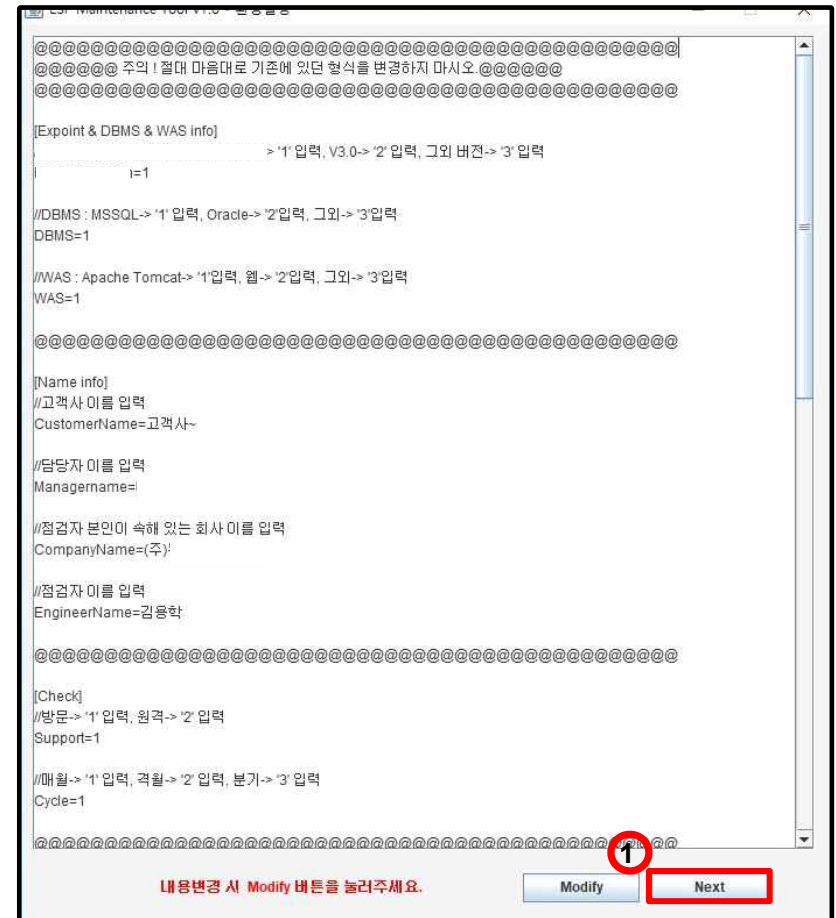 ESP Maintenance Tool V1.0 - 환경설정
@@@@@@@@@@@@@@@@@@@@@@@@@@@@@@@@@@@@@@@@@@@@@@
@@@@@@ 주의 ! 절대 마음대로 기존에 있던 형식을 변경하지 마시오.@@@@@@
@@@@@@@@@@@@@@@@@@@@@@@@@@@@@@@@@@@@@@@@@@@@@@
[Expoint & DBMS & WAS info]
> '1' 입력, V3.0-> '2' 입력, 그외 버전-> '3' 입력
=1
//DBMS : MSSQL-> '1' 입력, Oracle-> '2'입력, 그외-> '3'입력
DBMS=1
//WAS : Apache Tomcat-> '1'입력, 웹-> '2'입력, 그외-> '3'입력
WAS=1
@@@@@@@@@@@@@@@@@@@@@@@@@@@@@@@@@@@@@@@@@@@@@@
[Name info]
//고객사 이름 입력
CustomerName=고객사~
//담당자 이름 입력
Managername=
//점검자 본인이 속해 있는 회사 이름 입력
CompanyName=(주)
//점검자 이름 입력
EngineerName=김용학
@@@@@@@@@@@@@@@@@@@@@@@@@@@@@@@@@@@@@@@@@@@@@@
[Check]
//방문-> '1' 입력, 원격-> '2' 입력
Support=1
//매월-> '1' 입력, 격월-> '2' 입력, 분기-> '3' 입력
Cycle=1
@@@@@@@@@@@@@@@@@@@@@@@@@@@@@@@@@@@@@@@@@@@@@@
1
내용변경 시 Modify 버튼을 눌러주세요.
Modify
Next